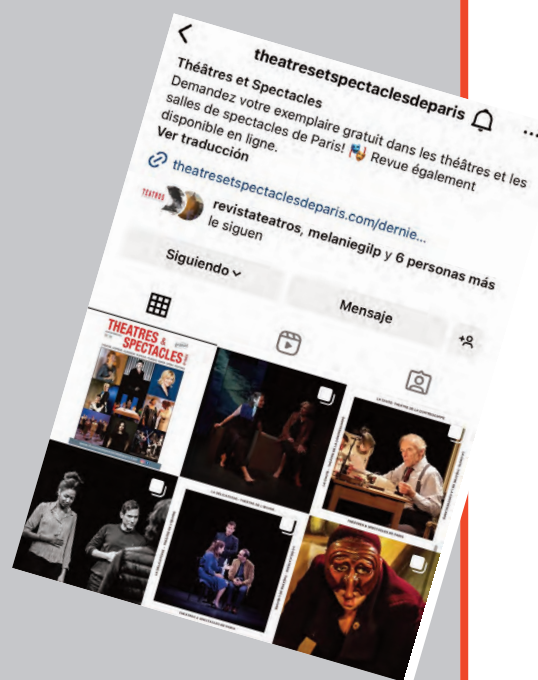 theatresetspectaclesdeparis
...
Théâtres et Spectacles
Demandez votre exemplaire gratuit dans les théâtres et les
salles de spectacles de Paris! 🎭 Revue également
disponible en ligne.
Ver traducción
theatresetspectaclesdeparis.com/dernie...
TEATROS
revistateatros, melaniegilp y 6 personas más
le siguen
Siguiendo
Mensaje
THEATRES &
SPECTACLES